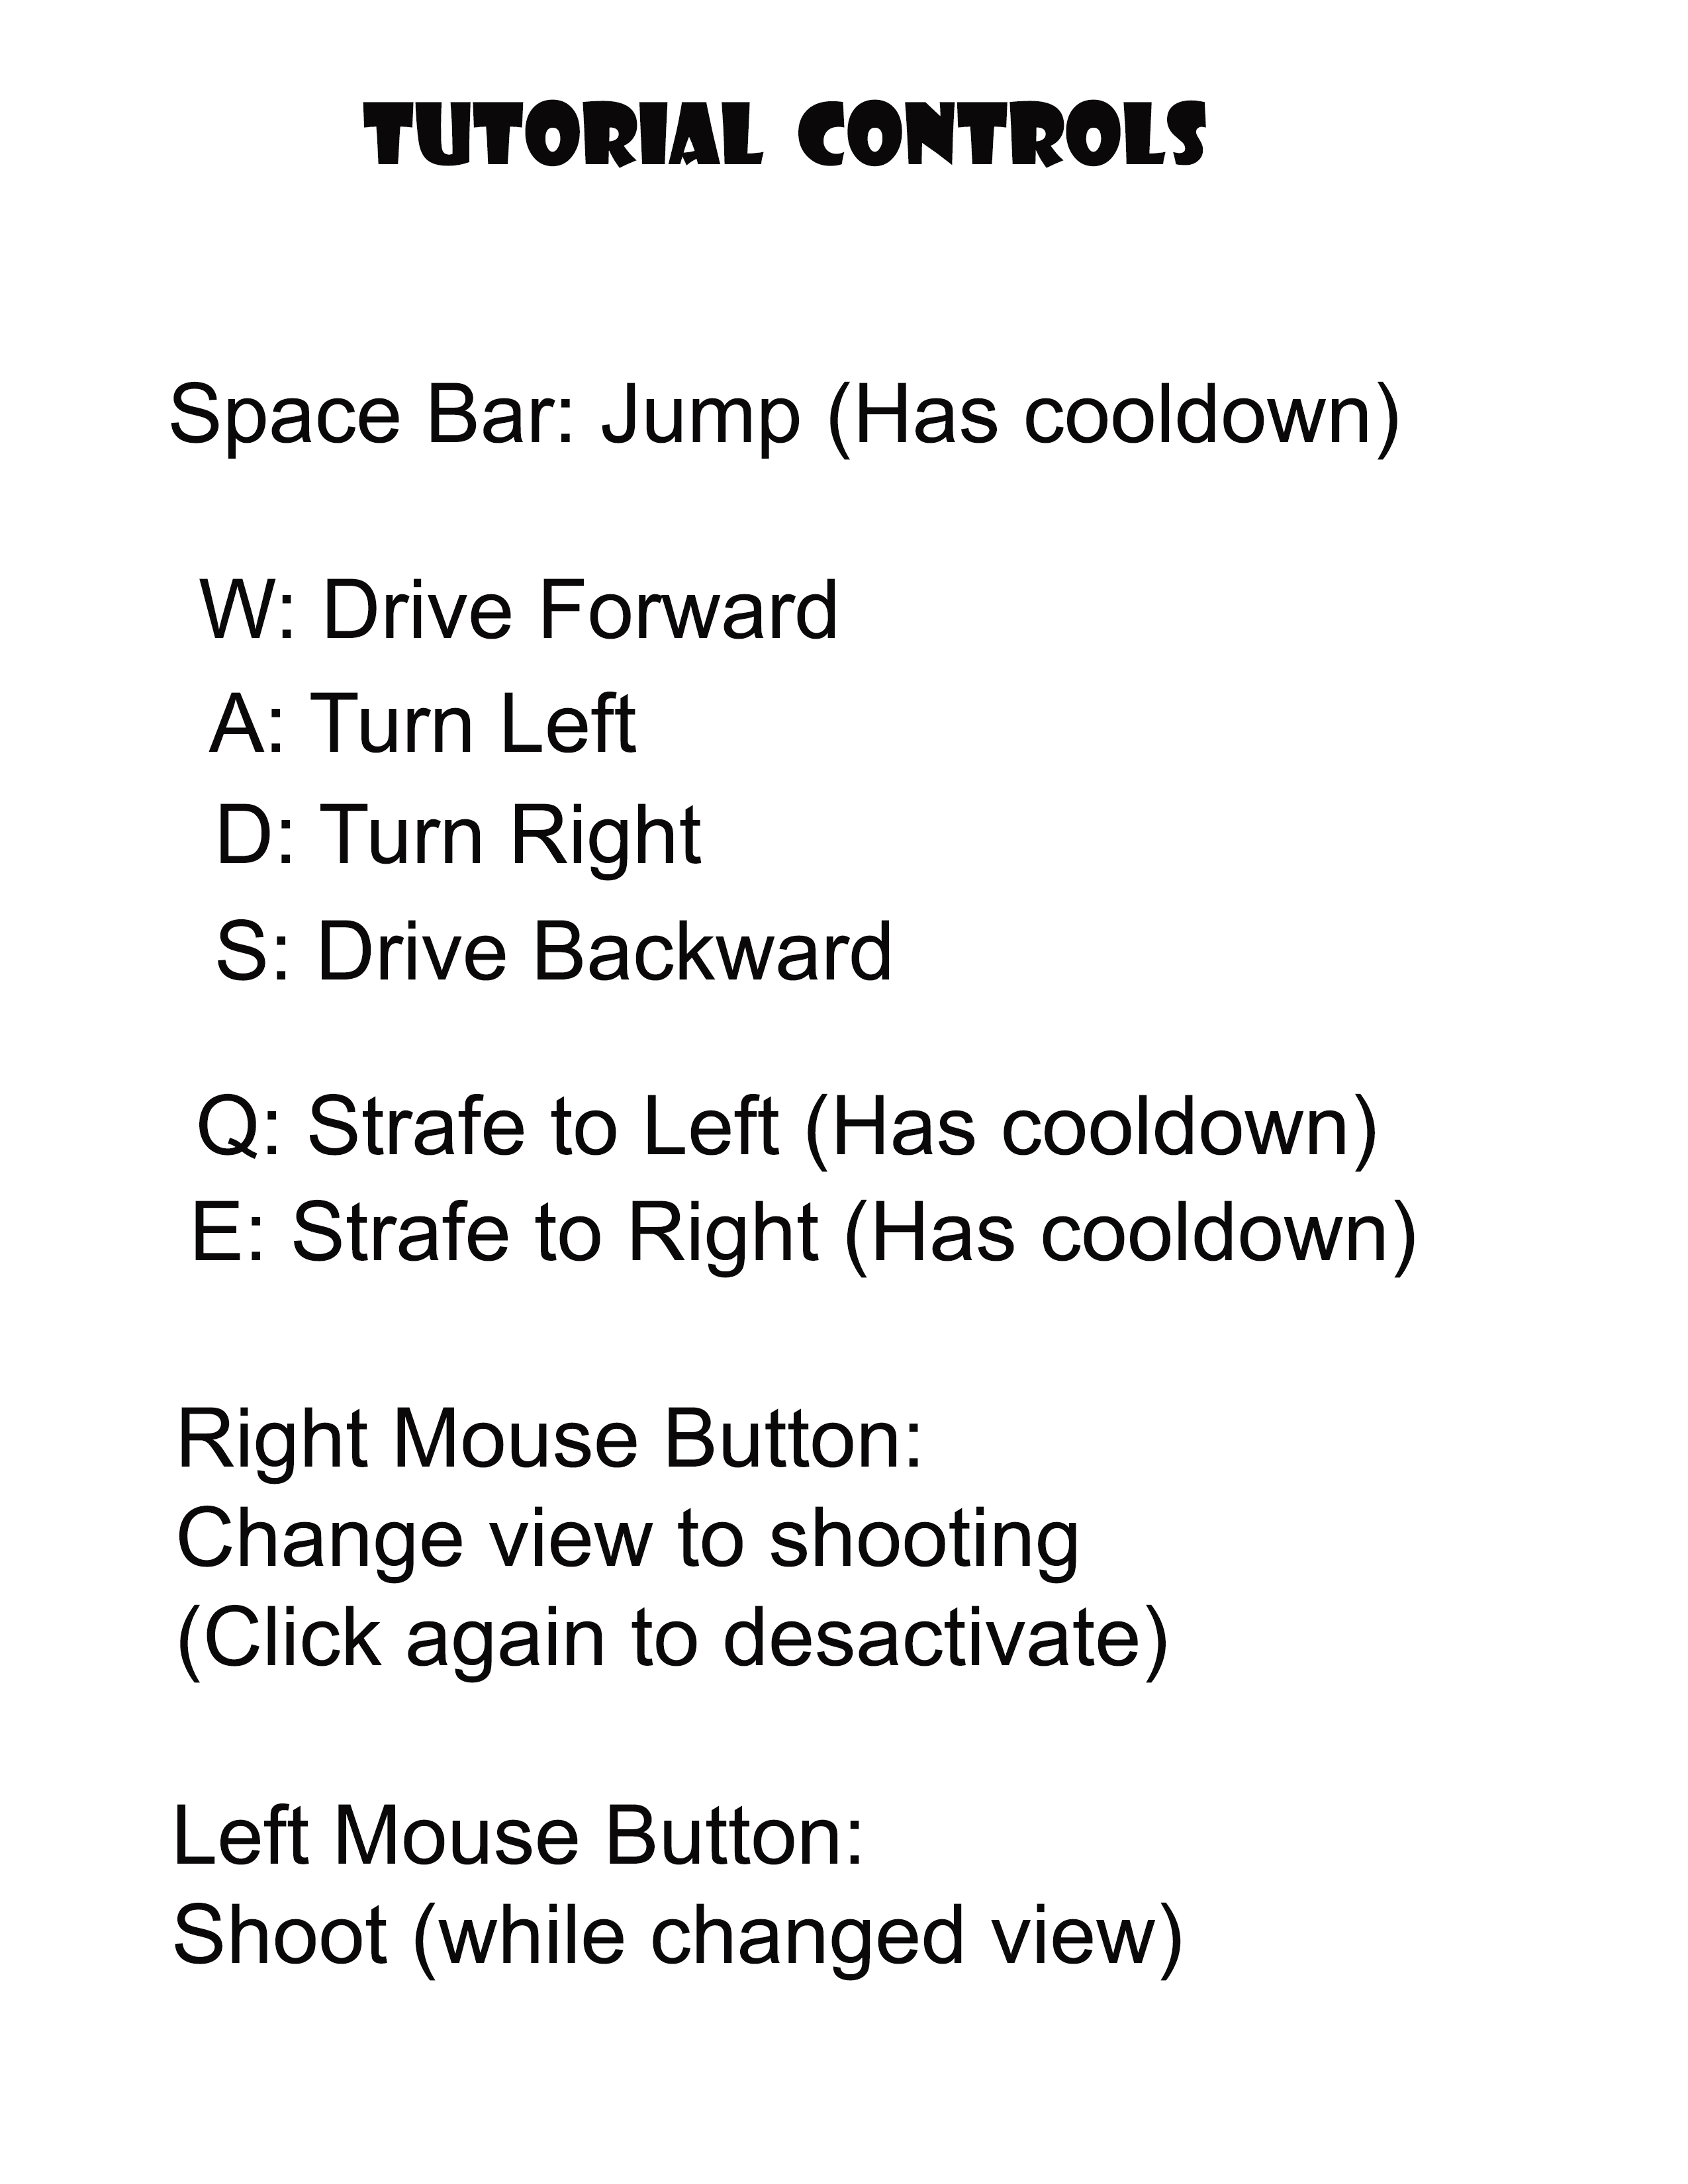 TUTORIAL CONTROLS
Space Bar: Jump (Has cooldown)
W: Drive Forward
A: Turn Left
D: Turn Right
S: Drive Backward
Q: Strafe to Left (Has cooldown)
E: Strafe to Right (Has cooldown)
Right Mouse Button:
Change view to shooting
(Click again to desactivate)
Left Mouse Button:
Shoot (while changed view)